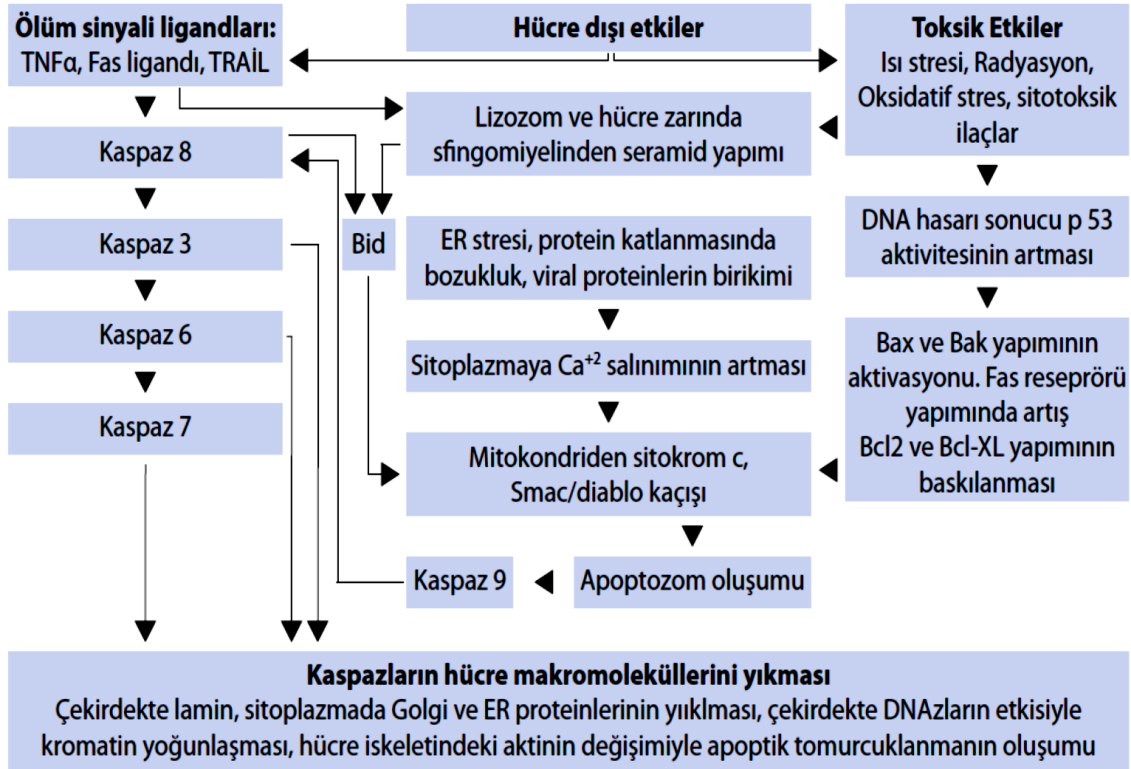 Ölüm sinyali ligandları:
TNFα, Fas ligandı, TRAİL
Hücre dışı etkiler
Toksik Etkiler
Isı stresi, Radyasyon,
Oksidatif stres, sitotoksik
ilaçlar
Lizozom ve hücre zarında
sfingomiyelinden seramid yapımı
Kaspaz 8
Kaspaz 3
Bid
ER stresi, protein katlanmasında
bozukluk, viral proteinlerin birikimi
DNA hasarı sonucu p 53
aktivitesinin artması
Kaspaz 6
Sitoplazmaya Ca+2 salınımının artması
Bax ve Bak yapımının
aktivasyonu. Fas reseprörü
yapımında artış
Bcl2 ve Bcl-XL yapımının
baskılanması
Kaspaz 7
Mitokondriden sitokrom c,
Smac/diablo kaçışı
Kaspaz 9
Apoptozom oluşumu
Kaspazların hücre makromoleküllerini yıkması
Çekirdekte lamin, sitoplazmada Golgi ve ER proteinlerinin yııklması, çekirdekte DNAzların etkisiyle
kromatin yoğunlaşması, hücre iskeletindeki aktinin değişimiyle apoptik tomurcuklanmanın oluşumu